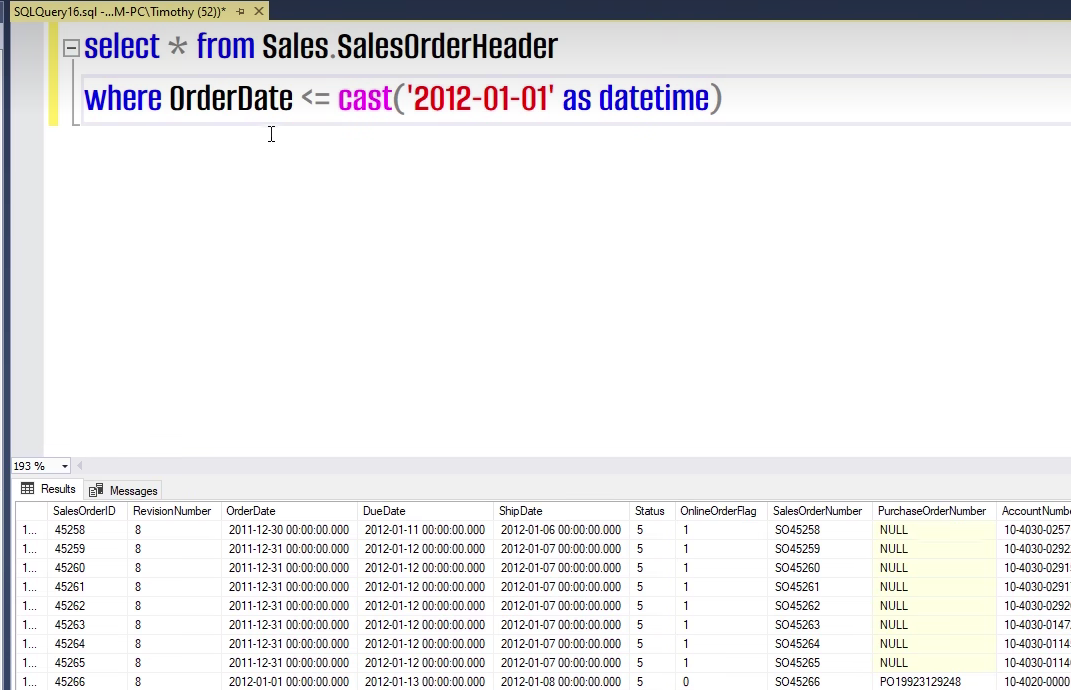 SQLQuery16.sql -...M-PC\Timothy (52))*
select * from Sales.SalesOrderHeader
where OrderDate <= cast('2012-01-01' as datetime)
193 %
Results Messages
SalesOrderID RevisionNumber OrderDate DueDate ShipDate Status OnlineOrderFlag SalesOrderNumber PurchaseOrderNumber AccountNumbe
1... 45258 8 2011-12-30 00:00:00.000 2012-01-11 00:00:00.000 2012-01-06 00:00:00.000 5 1 SO45258 NULL 10-4030-0257
1... 45259 8 2011-12-31 00:00:00.000 2012-01-12 00:00:00.000 2012-01-07 00:00:00.000 5 1 SO45259 NULL 10-4030-0292
1... 45260 8 2011-12-31 00:00:00.000 2012-01-12 00:00:00.000 2012-01-07 00:00:00.000 5 1 SO45260 NULL 10-4030-0291
1... 45261 8 2011-12-31 00:00:00.000 2012-01-12 00:00:00.000 2012-01-07 00:00:00.000 5 1 SO45261 NULL 10-4030-0291
1... 45262 8 2011-12-31 00:00:00.000 2012-01-12 00:00:00.000 2012-01-07 00:00:00.000 5 1 SO45262 NULL 10-4030-0292
1... 45263 8 2011-12-31 00:00:00.000 2012-01-12 00:00:00.000 2012-01-07 00:00:00.000 5 1 SO45263 NULL 10-4030-0147
1... 45264 8 2011-12-31 00:00:00.000 2012-01-12 00:00:00.000 2012-01-07 00:00:00.000 5 1 SO45264 NULL 10-4030-0114
1... 45265 8 2011-12-31 00:00:00.000 2012-01-12 00:00:00.000 2012-01-07 00:00:00.000 5 1 SO45265 NULL 10-4030-0114
1... 45266 8 2012-01-01 00:00:00.000 2012-01-13 00:00:00.000 2012-01-08 00:00:00.000 5 0 SO45266 PO19923129248 10-4020-0000